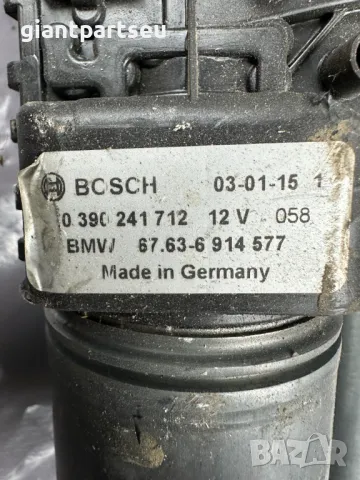 @GIANTPARTSEU
BOSCH 03-01-15 1
0 390 241 712 12 V 058
BMW 67.63-6 914 577
Made in Germany
BAZAR